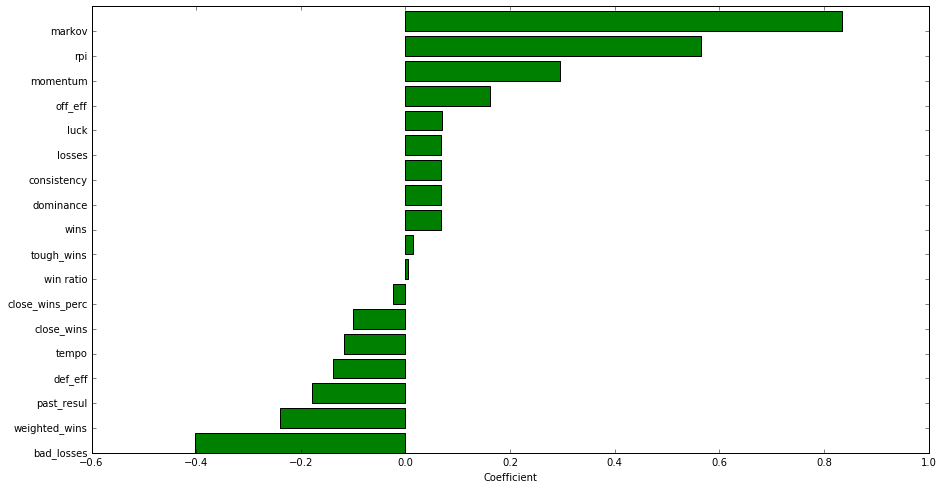 markov
rpi
momentum
off_eff
luck
losses
consistency
dominance
wins
tough_wins
win ratio
close_wins_perc
close_wins
tempo
def_eff
past_resul
weighted_wins
bad_losses
−0.6 −0.4 −0.2 0.0 0.2 0.4 0.6 0.8 1.0
Coefficient